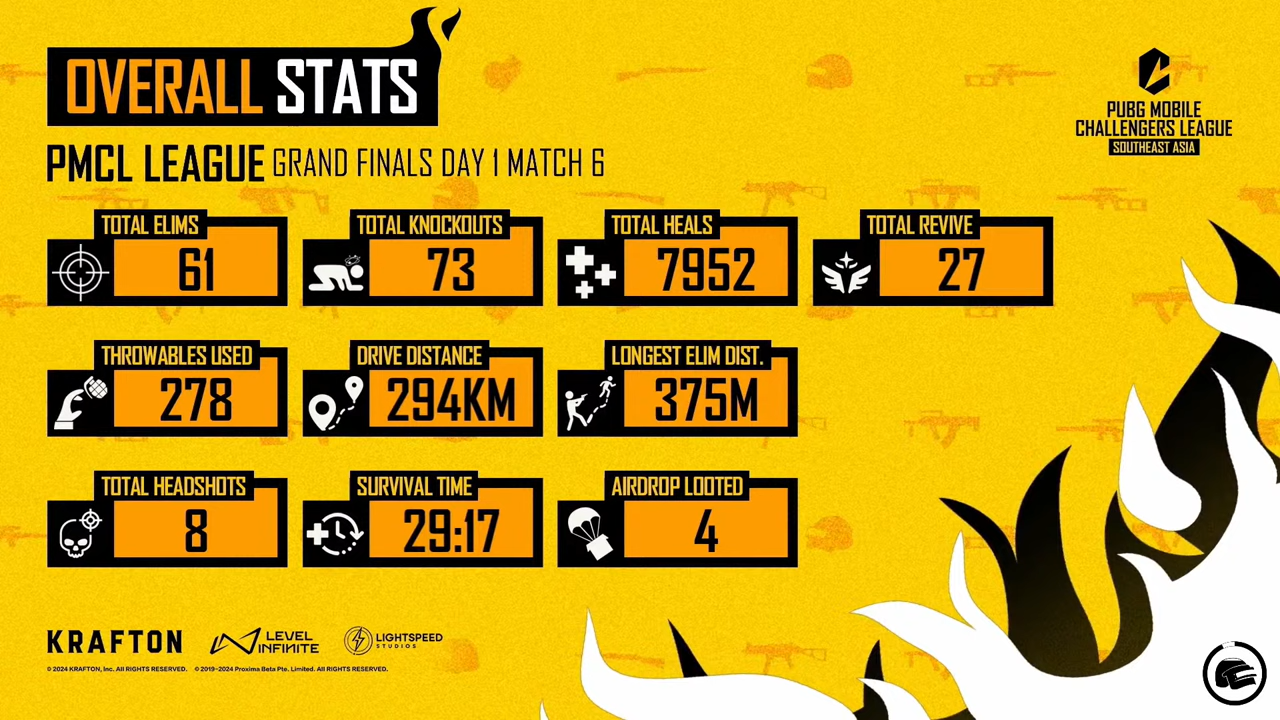 OVERALL STATS
PUBG MOBILE
CHALLENGERS LEAGUE
SOUTHEAST ASIA
PMCL LEAGUE GRAND FINALS DAY 1 MATCH 6
TOTAL ELIMS
61
TOTAL KNOCKOUTS
73
TOTAL HEALS
7952
TOTAL REVIVE
27
THROWABLES USED
278
DRIVE DISTANCE
294KM
LONGEST ELIM DIST.
375M
TOTAL HEADSHOTS
8
SURVIVAL TIME
29:17
AIRDROP LOOTED
4
KRAFTON
LEVEL
INFINITE
LIGHTSPEED
STUDIOS
© 2024 KRAFTON, Inc. All RIGHTS RESERVED. © 2019-2024 Proxima Beta Pte. Limited. All RIGHTS RESERVED.